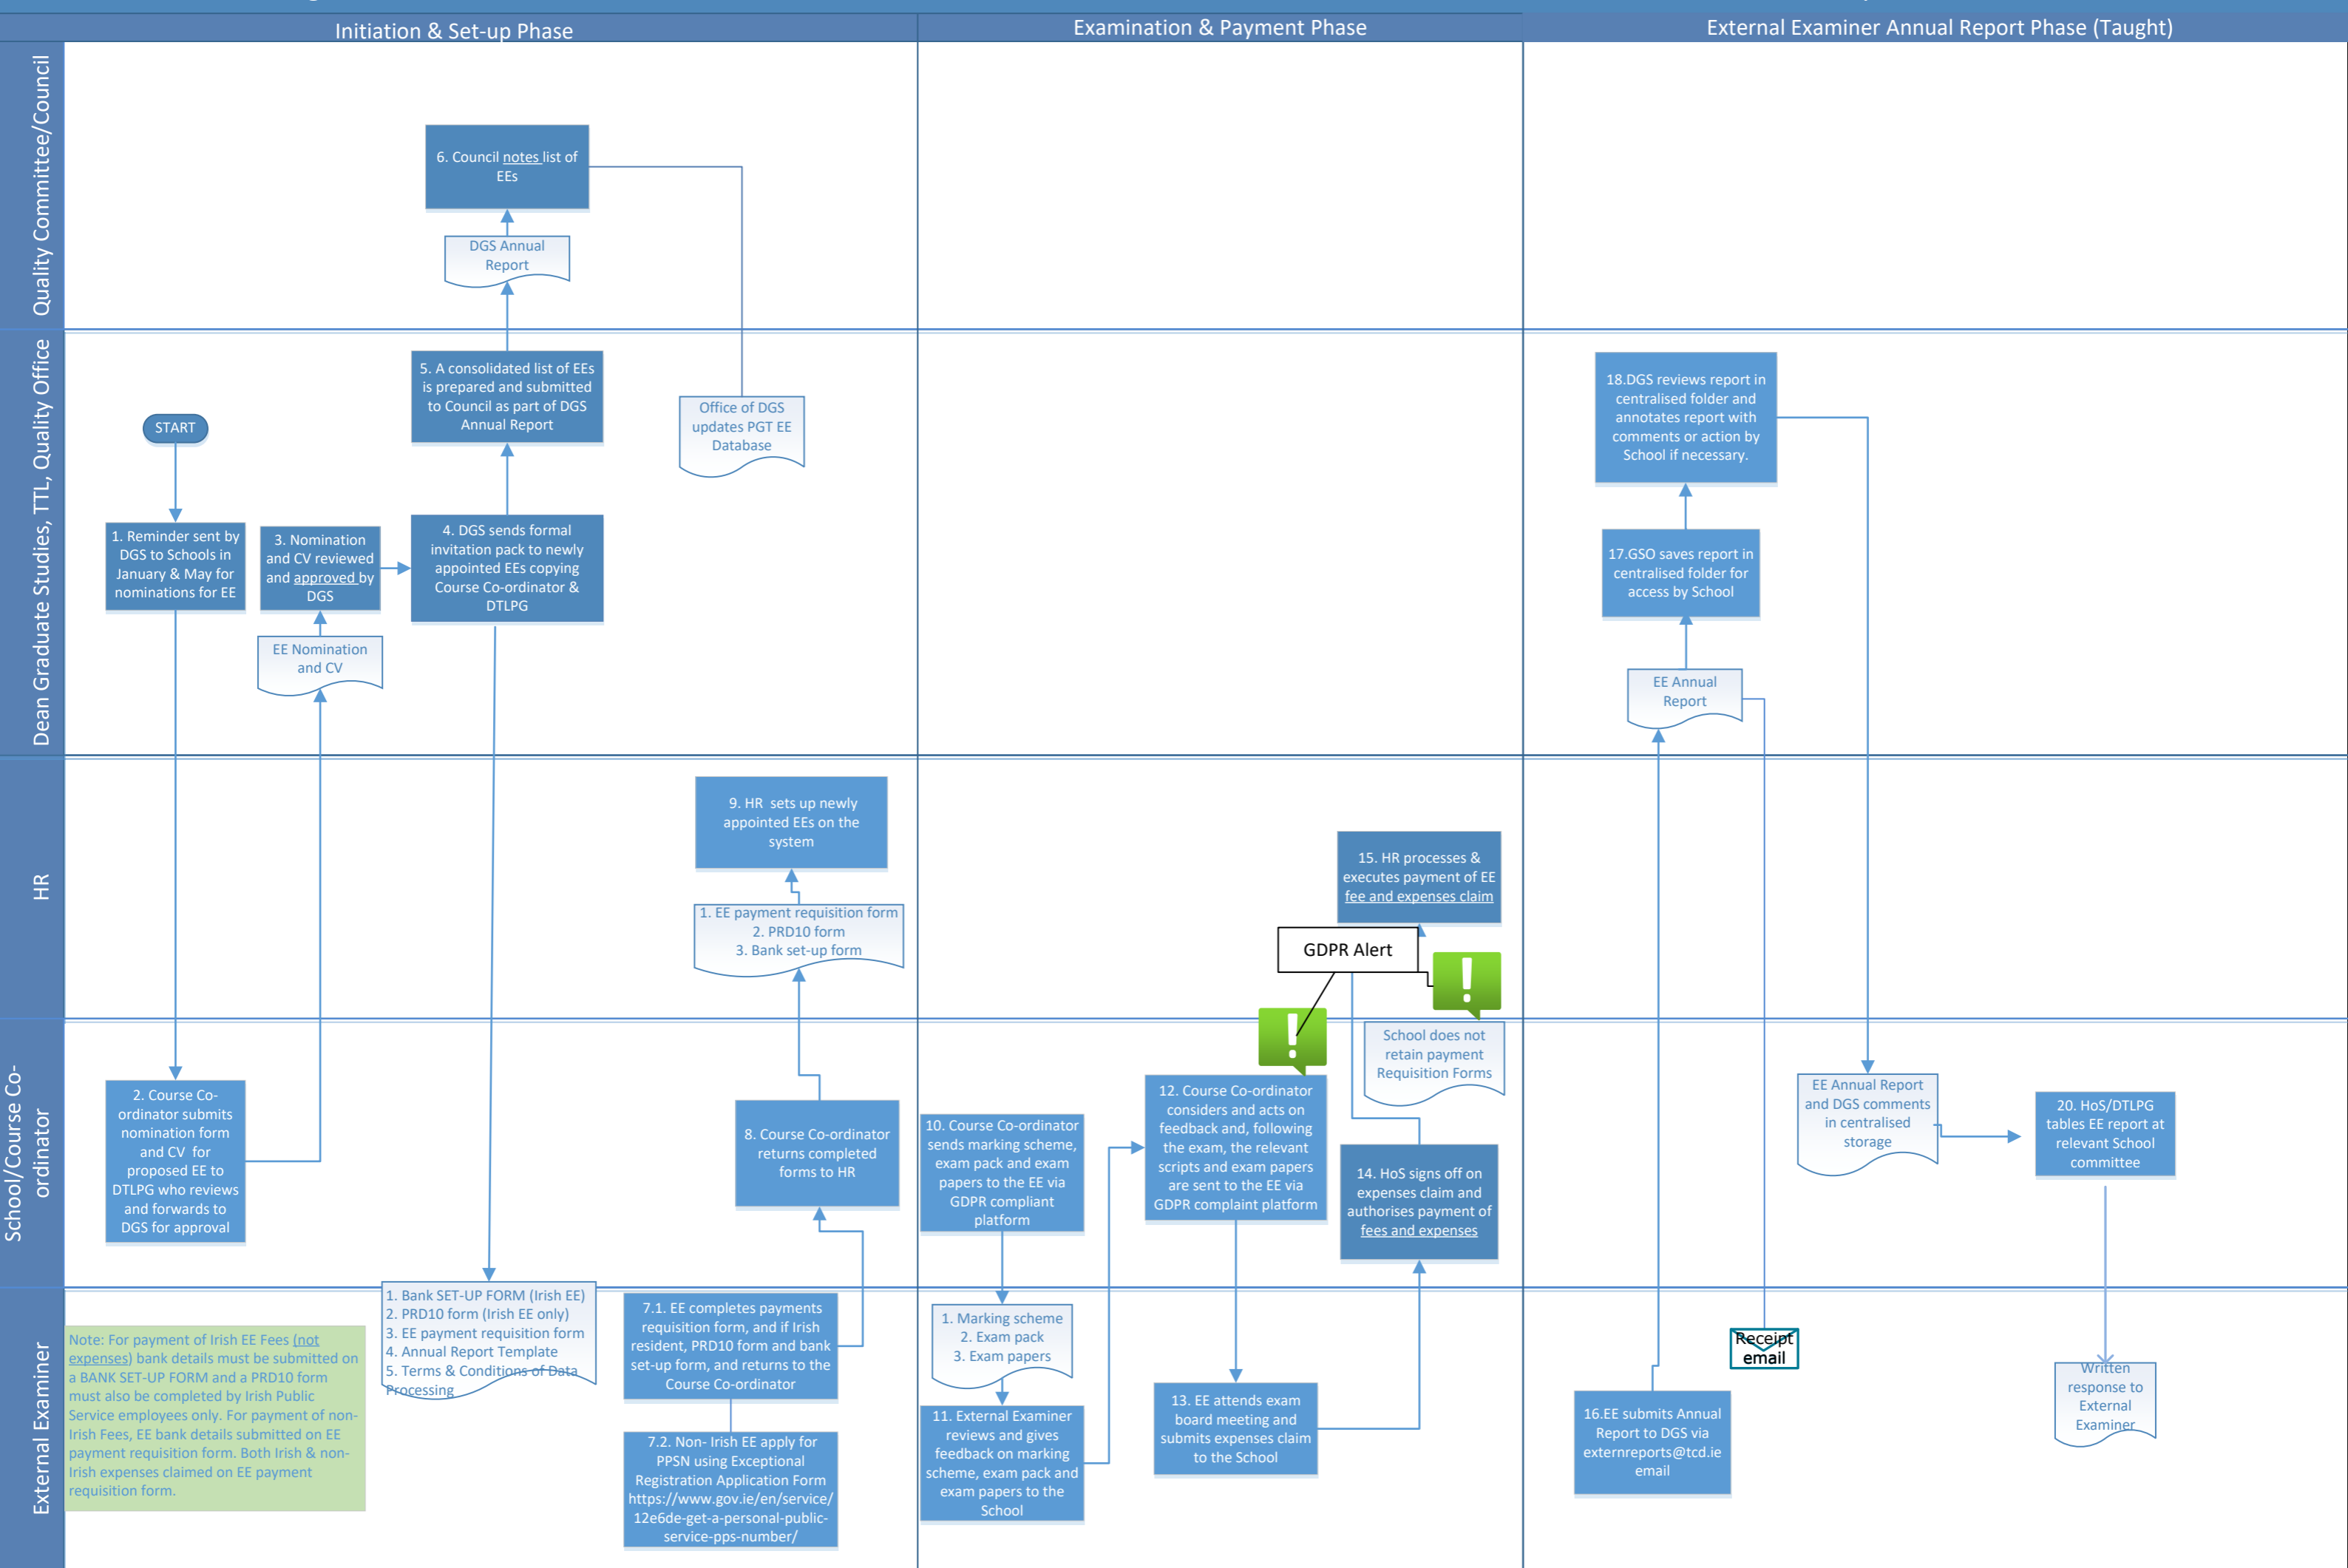 Initiation & Set-up Phase
Examination & Payment Phase
External Examiner Annual Report Phase (Taught)
Quality Committee/Council
6. Council notes list of
EEs
DGS Annual
Report
Dean Graduate Studies, TTL, Quality Office
START
1. Reminder sent by
DGS to Schools in
January & May for
nominations for EE
3. Nomination
and CV reviewed
and approved by
DGS
EE Nomination
and CV
5. A consolidated list of EEs
is prepared and submitted
to Council as part of DGS
Annual Report
4. DGS sends formal
invitation pack to newly
appointed EEs copying
Course Co-ordinator &
DTLPG
Office of DGS
updates PGT EE
Database
18.DGS reviews report in
centralised folder and
annotates report with
comments or action by
School if necessary.
17.GSO saves report in
centralised folder for
access by School
EE Annual
Report
HR
9. HR  sets up newly
appointed EEs on the
system
1. EE payment requisition form
2. PRD10 form
3. Bank set-up form
15. HR processes &
executes payment of EE
fee and expenses claim
GDPR Alert
!
!
School/Course Co-
ordinator
2. Course Co-
ordinator submits
nomination form
and CV  for
proposed EE to
DTLPG who reviews
and forwards to
DGS for approval
8. Course Co-ordinator
returns completed
forms to HR
10. Course Co-ordinator
sends marking scheme,
exam pack and exam
papers to the EE via
GDPR compliant
platform
12. Course Co-ordinator
considers and acts on
feedback and, following
the exam, the relevant
scripts and exam papers
are sent to the EE via
GDPR complaint platform
School does not
retain payment
Requisition Forms
14. HoS signs off on
expenses claim and
authorises payment of
fees and expenses
EE Annual Report
and DGS comments
in centralised
storage
20. HoS/DTLPG
tables EE report at
relevant School
committee
External Examiner
Note: For payment of Irish EE Fees (not
expenses) bank details must be submitted on
a BANK SET-UP FORM and a PRD10 form
must also be completed by Irish Public
Service employees only. For payment of non-
Irish Fees, EE bank details submitted on EE
payment requisition form. Both Irish & non-
Irish expenses claimed on EE payment
requisition form.
1. Bank SET-UP FORM (Irish EE)
2. PRD10 form (Irish EE only)
3. EE payment requisition form
4. Annual Report Template
5. Terms & Conditions of Data
Processing
7.1. EE completes payments
requisition form, and if Irish
resident, PRD10 form and bank
set-up form, and returns to the
Course Co-ordinator
7.2. Non- Irish EE apply for
PPSN using Exceptional
Registration Application Form
https://www.gov.ie/en/service/
12e6de-get-a-personal-public-
service-pps-number/
1. Marking scheme
2. Exam pack
3. Exam papers
11. External Examiner
reviews and gives
feedback on marking
scheme, exam pack and
exam papers to the
School
13. EE attends exam
board meeting and
submits expenses claim
to the School
16.EE submits Annual
Report to DGS via
externreports@tcd.ie
email
Receipt
email
Written
response to
External
Examiner